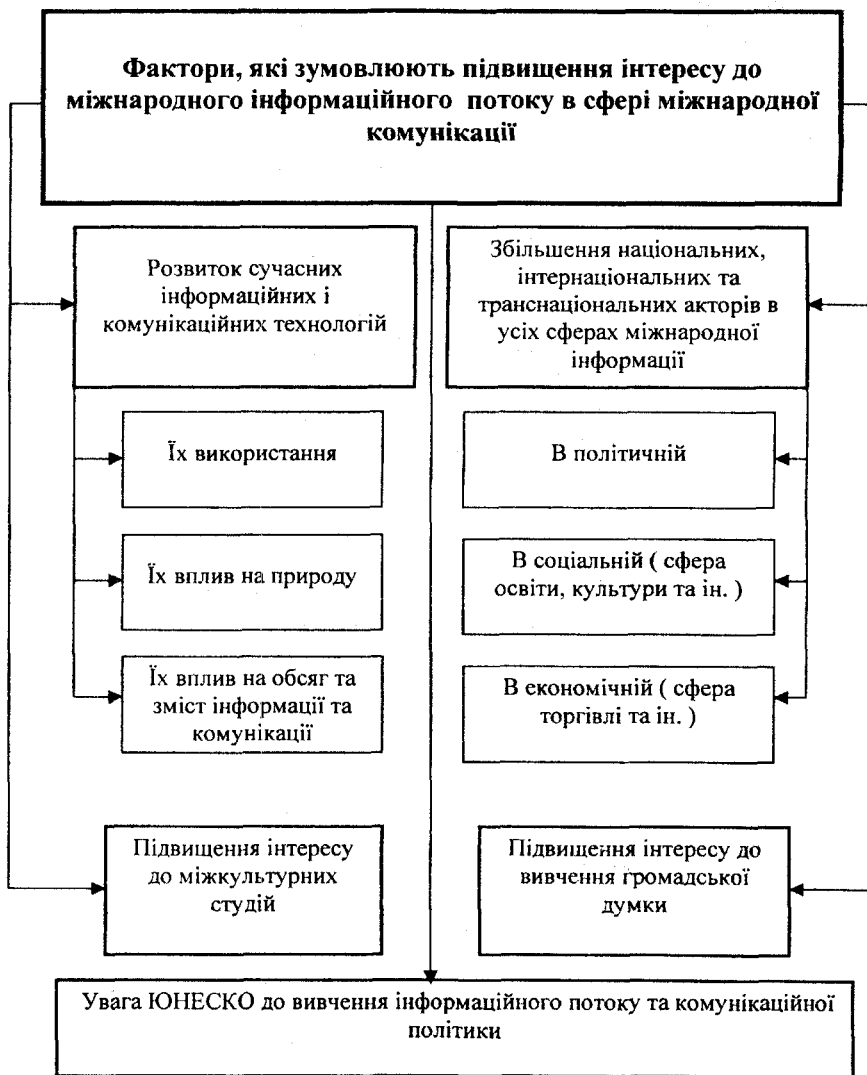 Фактори, які зумовлюють підвищення інтересу до
міжнародного інформаційного потоку в сфері міжнародної
комунікації
Розвиток сучасних
інформаційних і
комунікаційних технологій
Їх використання
Їх вплив на природу
Їх вплив на обсяг та
зміст інформації та
комунікації
Збільшення національних,
інтернаціональних та
транснаціональних акторів в
усіх сферах міжнародної
інформації
В політичній
В соціальній ( сфера
освіти, культури та ін. )
В економічній ( сфера
торгівлі та ін. )
Підвищення інтересу
до міжкультурних
студій
Підвищення інтересу до
вивчення громадської
думки
Увага ЮНЕСКО до вивчення інформаційного потоку та комунікаційної
політики